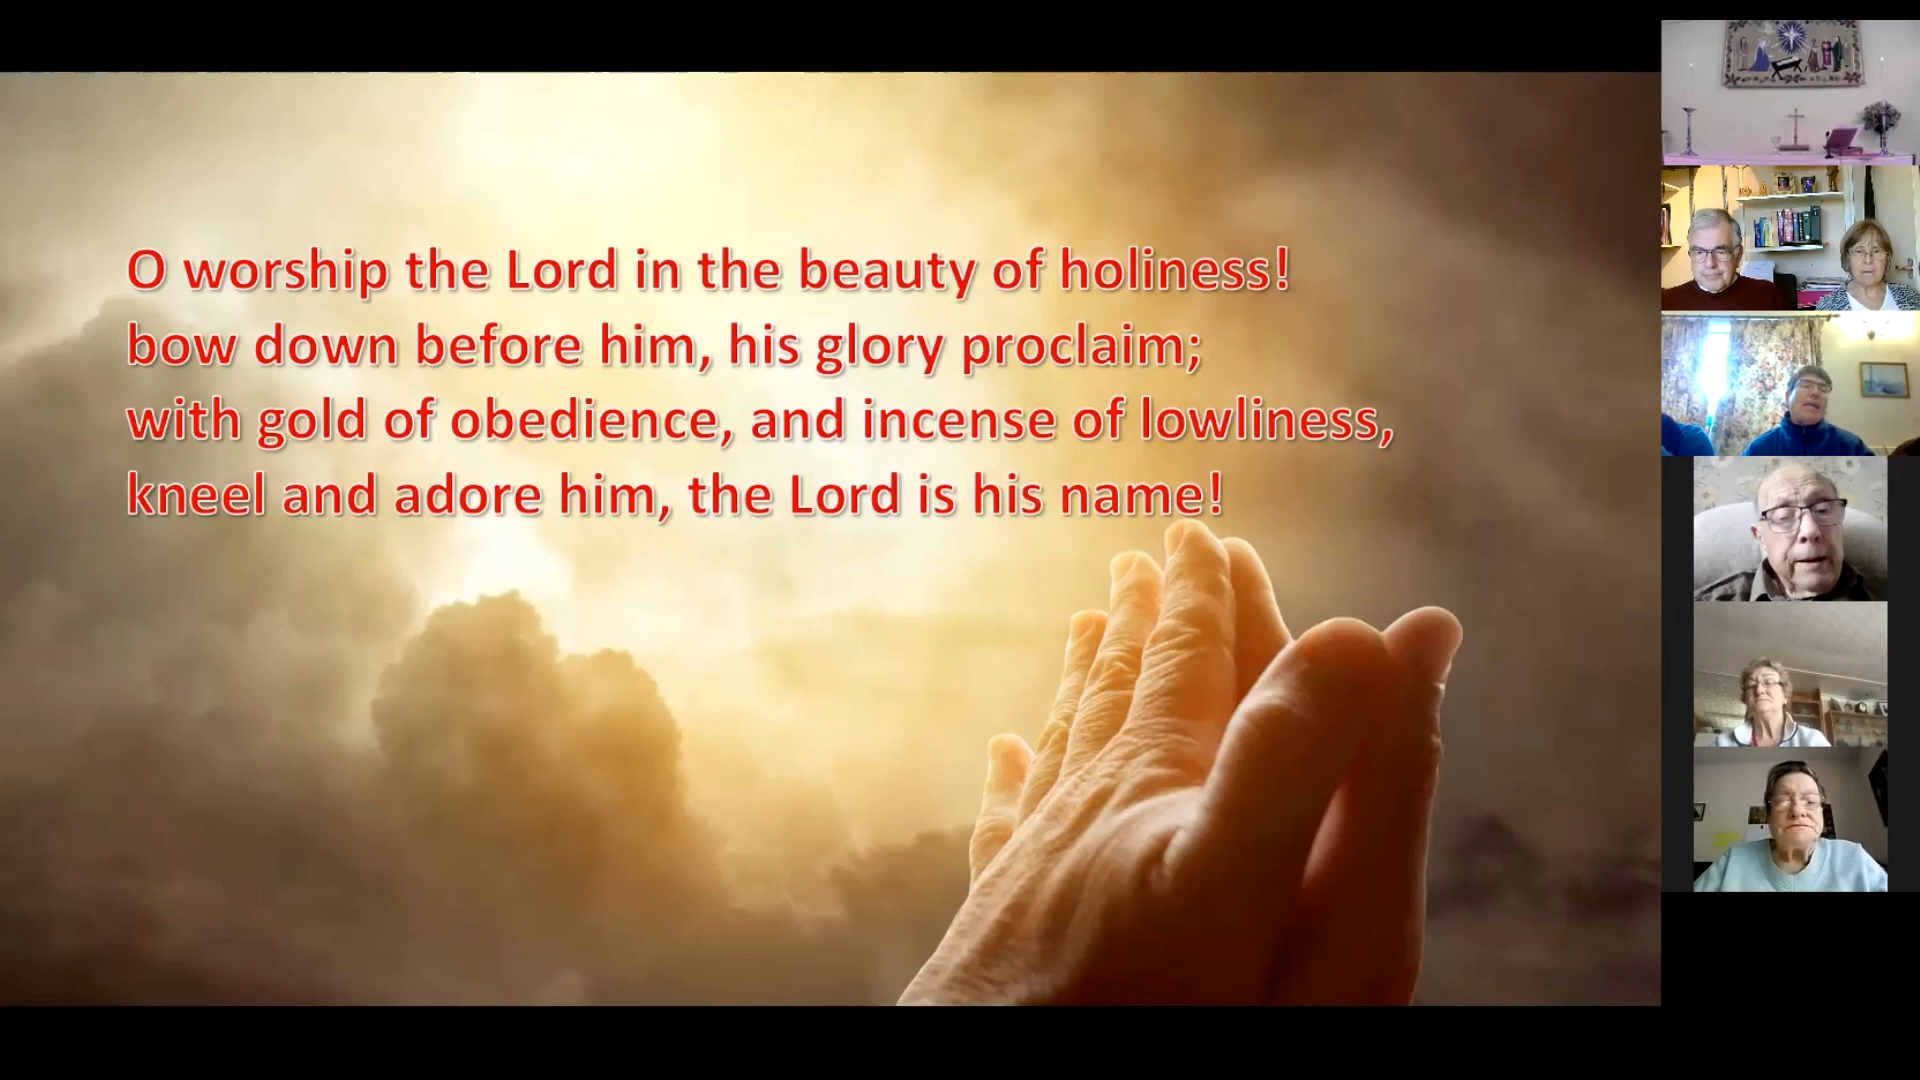 O worship the Lord in the beauty of holiness!
bow down before him, his glory proclaim;
with gold of obedience, and incense of lowliness,
kneel and adore him, the Lord is his name!